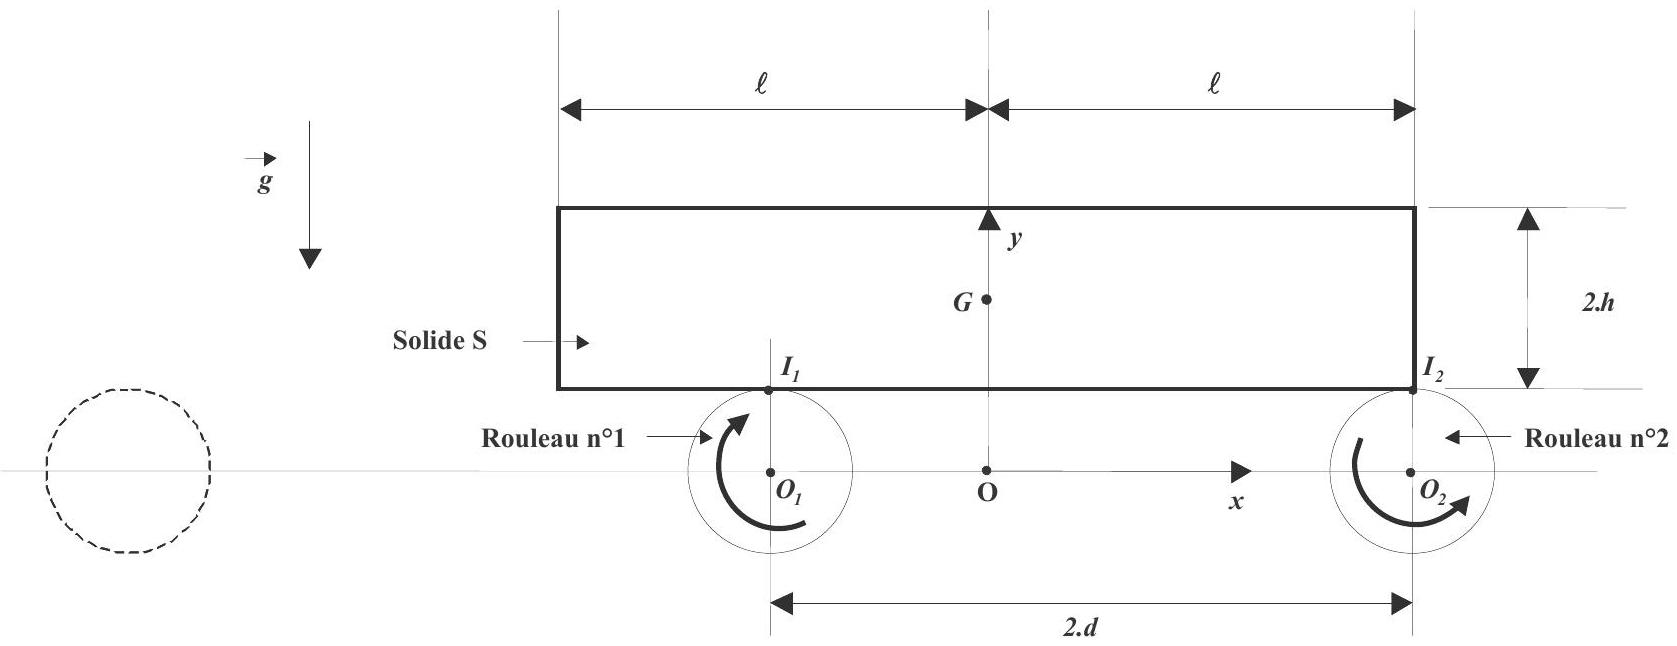 ℓ
ℓ
g
y
G
2.h
Solide S
I1
I2
Rouleau n°1
Rouleau n°2
O1
O
x
O2
2.d